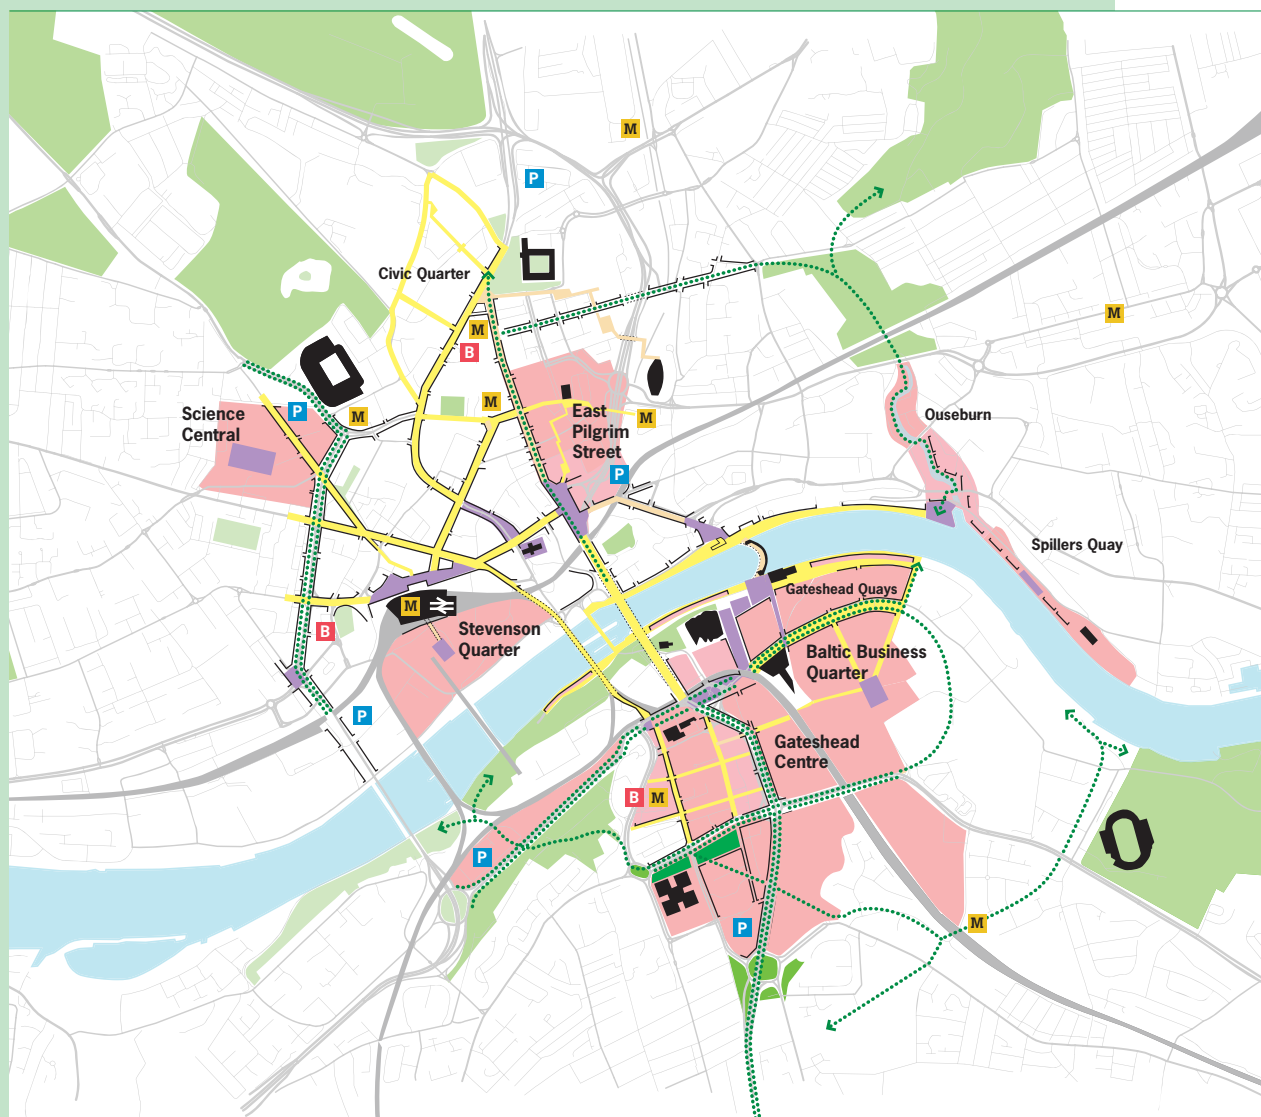 M
P
Civic Quarter
M
M
B
M
P
M
M
Science
Central
East
Pilgrim
Street
Ouseburn
P
Spillers Quay
Gateshead Quays
M
B
Stevenson
Quarter
Baltic Business
Quarter
P
Gateshead
Centre
B
M
P
P
M